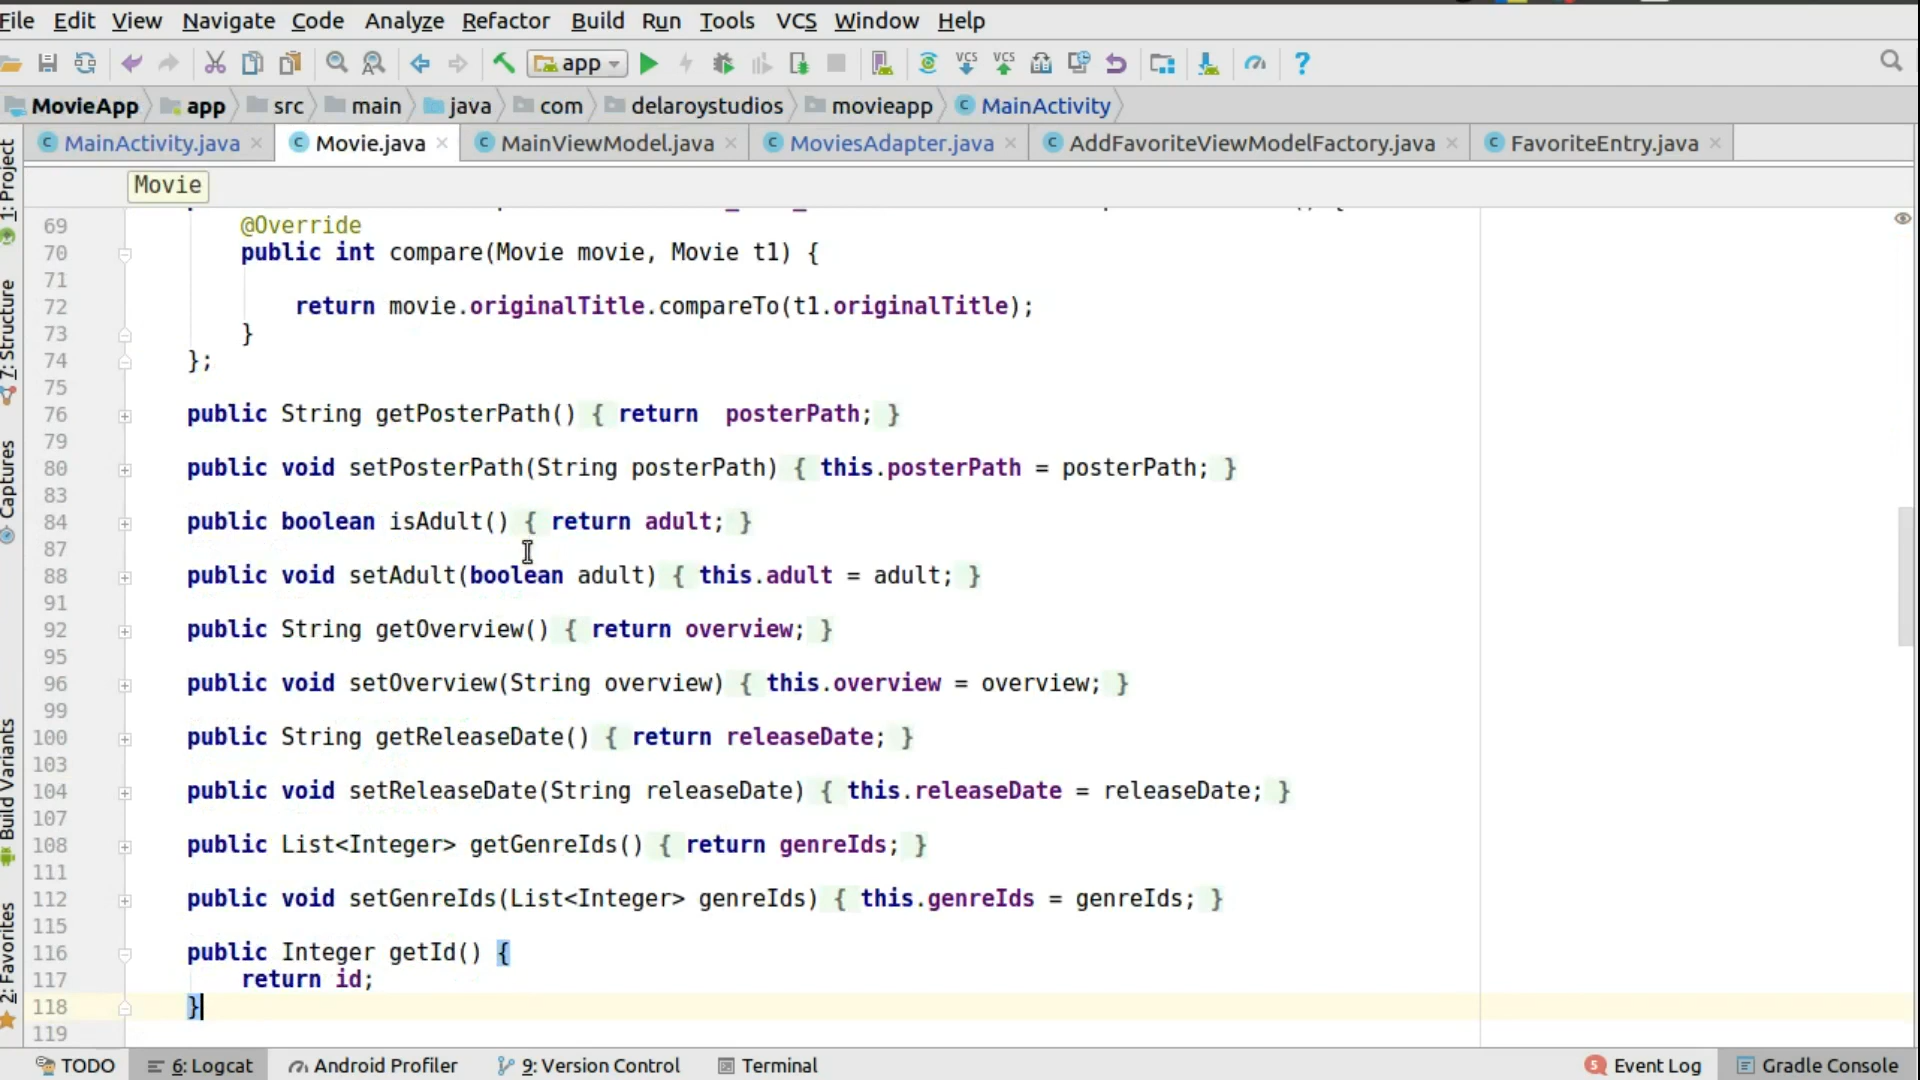 File Edit View Navigate Code Analyze Refactor Build Run Tools VCS Window Help
app VCS VCS ?
MovieApp app src main java com delaroystudios movieapp C MainActivity
C MainActivity.java × C Movie.java × C MainViewModel.java × C MoviesAdapter.java × C AddFavoriteViewModelFactory.java × C FavoriteEntry.java ×
1: Project
7: Structure
Captures
Build Variants
2: Favorites
Movie
69 @Override
70 public int compare(Movie movie, Movie t1) {
71
72 return movie.originalTitle.compareTo(t1.originalTitle);
73 }
74 };
75
76 public String getPosterPath() { return  posterPath; }
79
80 public void setPosterPath(String posterPath) { this.posterPath = posterPath; }
83
84 public boolean isAdult() { return adult; }
87
88 public void setAdult(boolean adult) { this.adult = adult; }
91
92 public String getOverview() { return overview; }
95
96 public void setOverview(String overview) { this.overview = overview; }
99
100 public String getReleaseDate() { return releaseDate; }
103
104 public void setReleaseDate(String releaseDate) { this.releaseDate = releaseDate; }
107
108 public List<Integer> getGenreIds() { return genreIds; }
111
112 public void setGenreIds(List<Integer> genreIds) { this.genreIds = genreIds; }
115
116 public Integer getId() {
117 return id;
118 }
119
TODO 6: Logcat Android Profiler 9: Version Control Terminal 5 Event Log Gradle Console